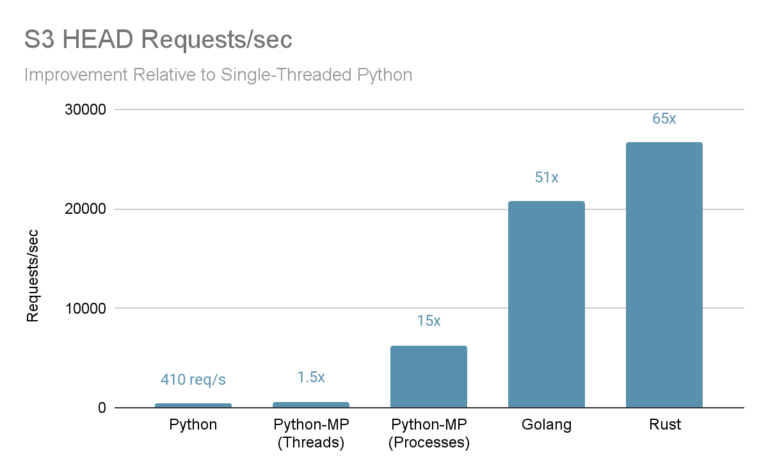 S3 HEAD Requests/sec
Improvement Relative to Single-Threaded Python
Requests/sec
30000
20000
10000
0
410 req/s
1.5x
15x
51x
65x
Python
Python-MP
(Threads)
Python-MP
(Processes)
Golang
Rust